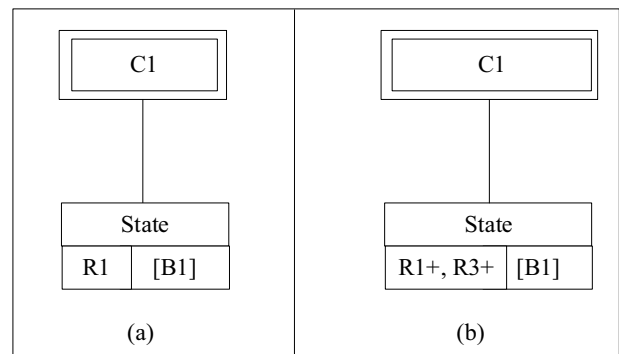 C1
State
R1 [B1]
(a)
C1
State
R1+, R3+ [B1]
(b)